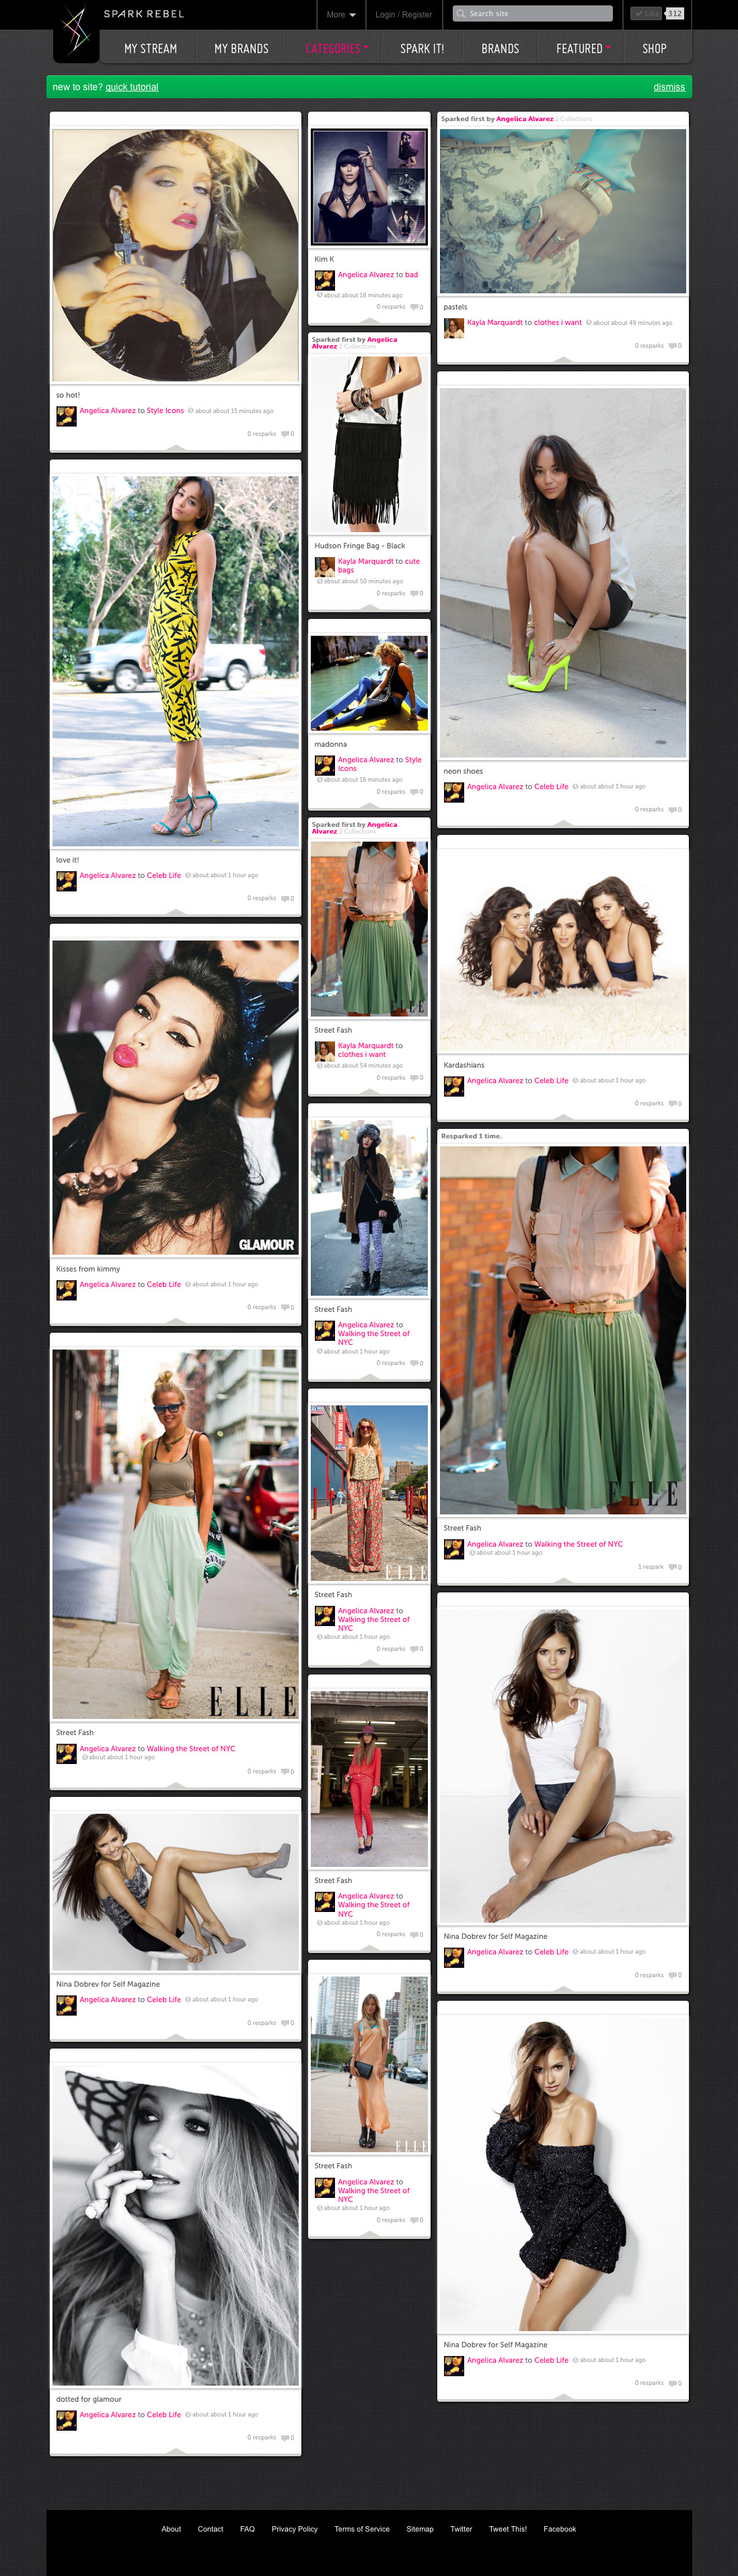 SPARK REBEL
More
Login / Register
Search site
Like
312
MY STREAM
MY BRANDS
CATEGORIES
SPARK IT!
BRANDS
FEATURED
SHOP
new to site? quick tutorial
dismiss
so hot!
Angelica Alvarez to Style Icons about about 15 minutes ago
0 resparks 0
love it!
Angelica Alvarez to Celeb Life about about 1 hour ago
0 resparks 0
GLAMOUR
Kisses from kimmy
Angelica Alvarez to Celeb Life about about 1 hour ago
0 resparks 0
ELLE
Street Fash
Angelica Alvarez to Walking the Street of NYC
about about 1 hour ago
0 resparks 0
Nina Dobrev for Self Magazine
Angelica Alvarez to Celeb Life about about 1 hour ago
0 resparks 0
dotted for glamour
Angelica Alvarez to Celeb Life about about 1 hour ago
0 resparks 0
Kim K
Angelica Alvarez to bad
about about 18 minutes ago
0 resparks 0
Sparked first by Angelica
Alvarez 2 Collections
Hudson Fringe Bag - Black
Kayla Marquardt to cute
bags
about about 50 minutes ago
0 resparks 0
madonna
Angelica Alvarez to Style
Icons
about about 16 minutes ago
0 resparks 0
Sparked first by Angelica
Alvarez 2 Collections
ELLE
Street Fash
Kayla Marquardt to
clothes i want
about about 54 minutes ago
0 resparks 0
Street Fash
Angelica Alvarez to
Walking the Street of
NYC
about about 1 hour ago
0 resparks 0
ELLE
Street Fash
Angelica Alvarez to
Walking the Street of
NYC
about about 1 hour ago
0 resparks 0
Street Fash
Angelica Alvarez to
Walking the Street of
NYC
about about 1 hour ago
0 resparks 0
ELLE
Street Fash
Angelica Alvarez to
Walking the Street of
NYC
about about 1 hour ago
0 resparks 0
Sparked first by Angelica Alvarez 2 Collections
pastels
Kayla Marquardt to clothes i want about about 49 minutes ago
0 resparks 0
neon shoes
Angelica Alvarez to Celeb Life about about 1 hour ago
0 resparks 0
Kardashians
Angelica Alvarez to Celeb Life about about 1 hour ago
0 resparks 0
Resparked 1 time.
ELLE
Street Fash
Angelica Alvarez to Walking the Street of NYC
about about 1 hour ago
1 respark 0
Nina Dobrev for Self Magazine
Angelica Alvarez to Celeb Life about about 1 hour ago
0 resparks 0
Nina Dobrev for Self Magazine
Angelica Alvarez to Celeb Life about about 1 hour ago
0 resparks 0
About
Contact
FAQ
Privacy Policy
Terms of Service
Sitemap
Twitter
Tweet This!
Facebook